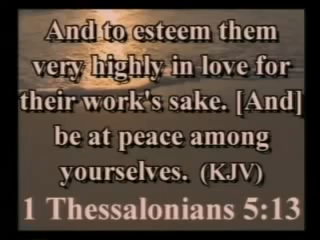 And to esteem them
very highly in love for
their work's sake. [And]
be at peace among
yourselves. (KJV)
1 Thessalonians 5:13